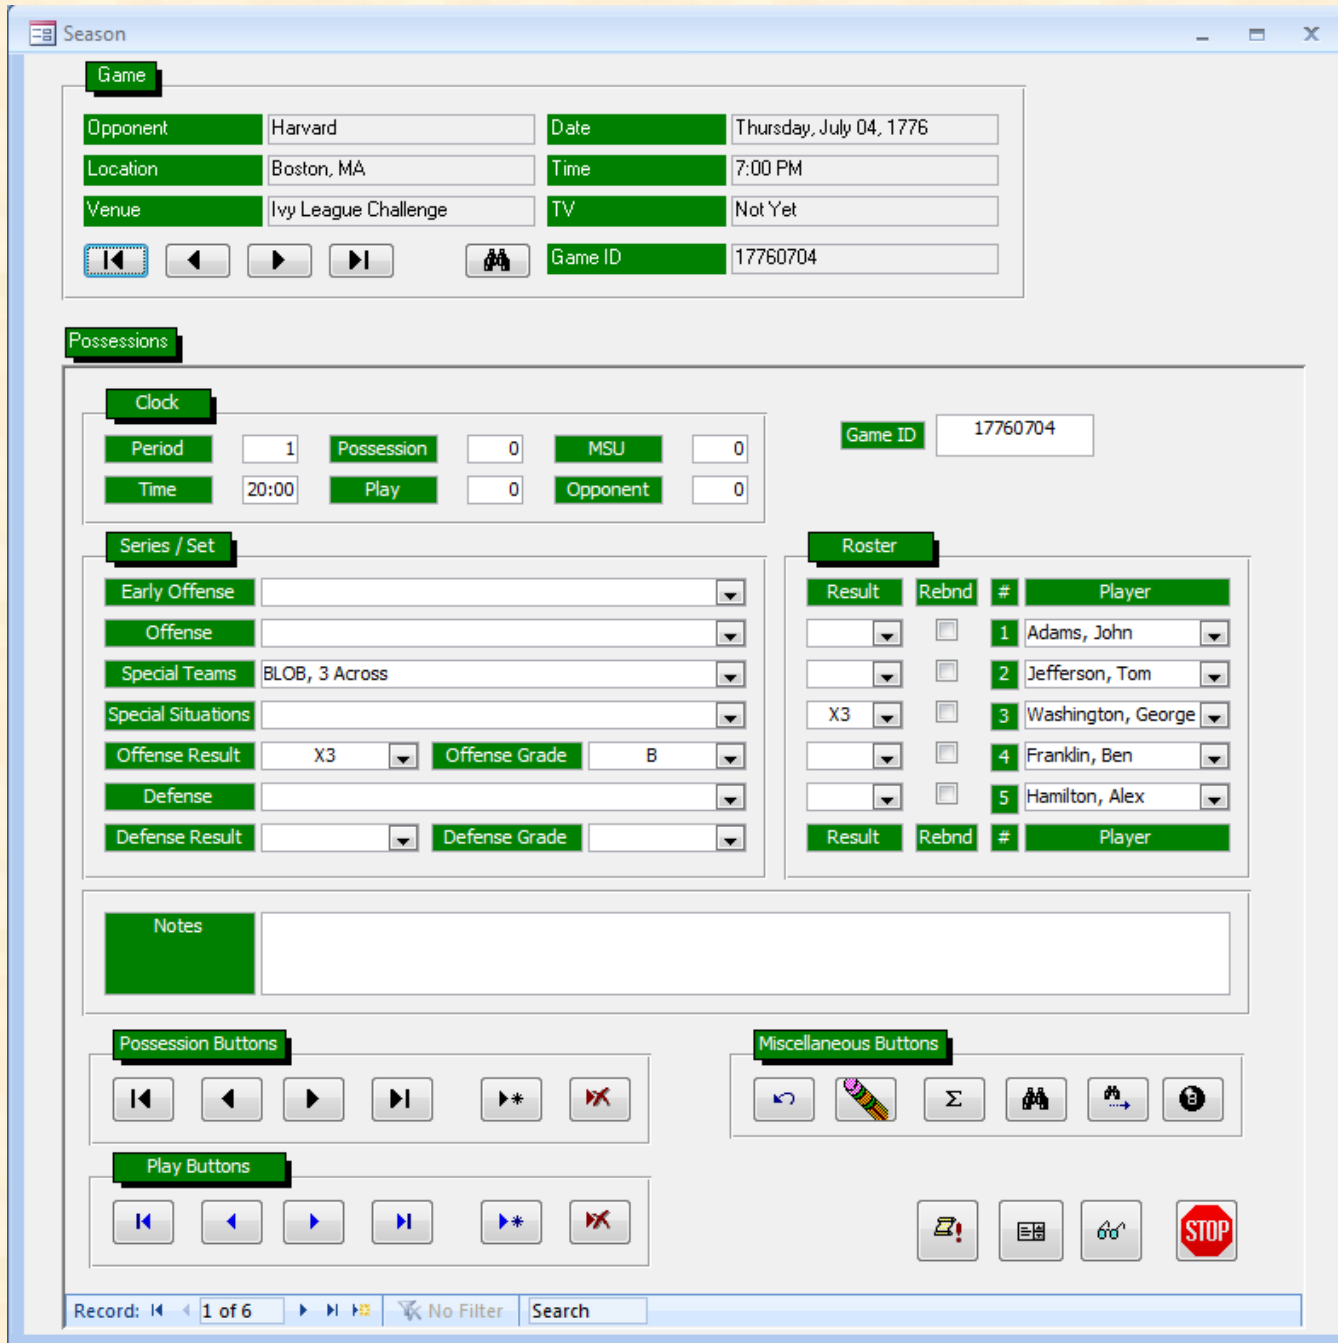 Season
Game
Opponent Harvard Date Thursday, July 04, 1776
Location Boston, MA Time 7:00 PM
Venue Ivy League Challenge TV Not Yet
Game ID 17760704
Possessions
Clock
Period 1 Possession 0 MSU 0
Game ID 17760704
Time 20:00 Play 0 Opponent 0
Series / Set
Early Offense
Offense
Special Teams BLOB, 3 Across
Special Situations
Offense Result X3 Offense Grade B
Defense
Defense Result Defense Grade
Roster
Result Rebnd # Player
1 Adams, John
2 Jefferson, Tom
X3 3 Washington, George
4 Franklin, Ben
5 Hamilton, Alex
Result Rebnd # Player
Notes
Possession Buttons
Miscellaneous Buttons
Σ
Play Buttons
STOP
Record: 1 of 6 No Filter Search